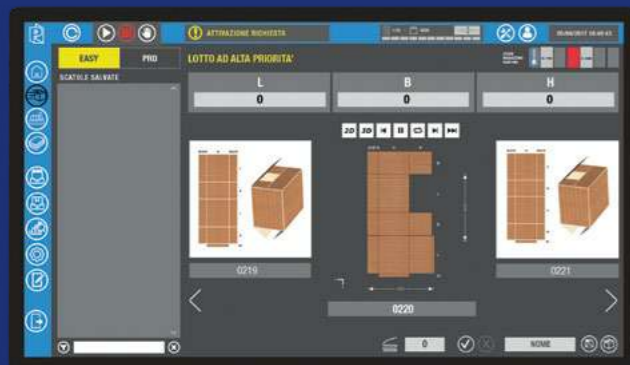 ATTIVAZIONE RICHIESTA
EASY PRO
LOTTO AD ALTA PRIORITA'
SCATOLE SALVATE
L B H
0 0 0
2D 3D
0219
0220
0221
0
NOME